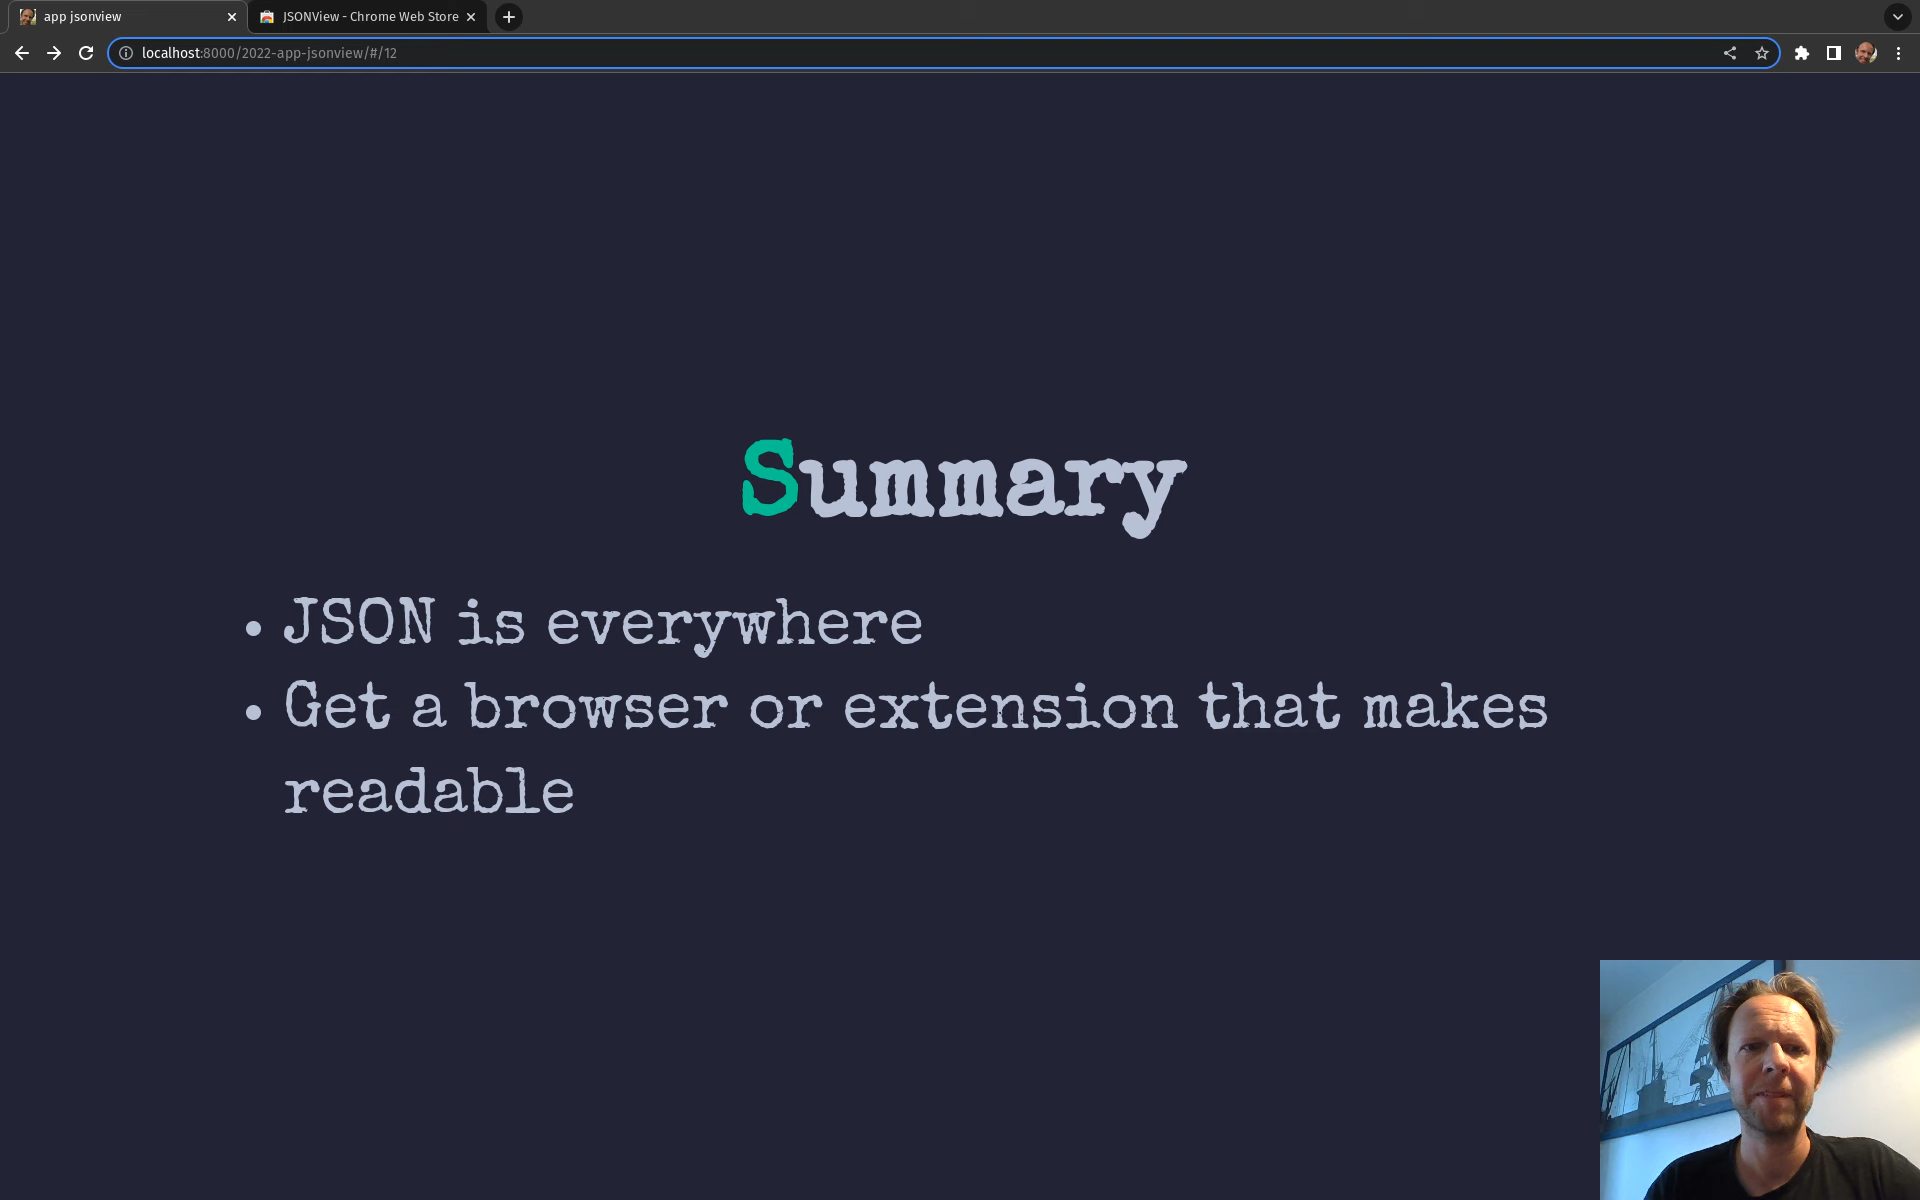 app jsonview
JSONView - Chrome Web Store
localhost:8000/2022-app-jsonview/#/12
Summary
JSON is everywhere
Get a browser or extension that makes
readable